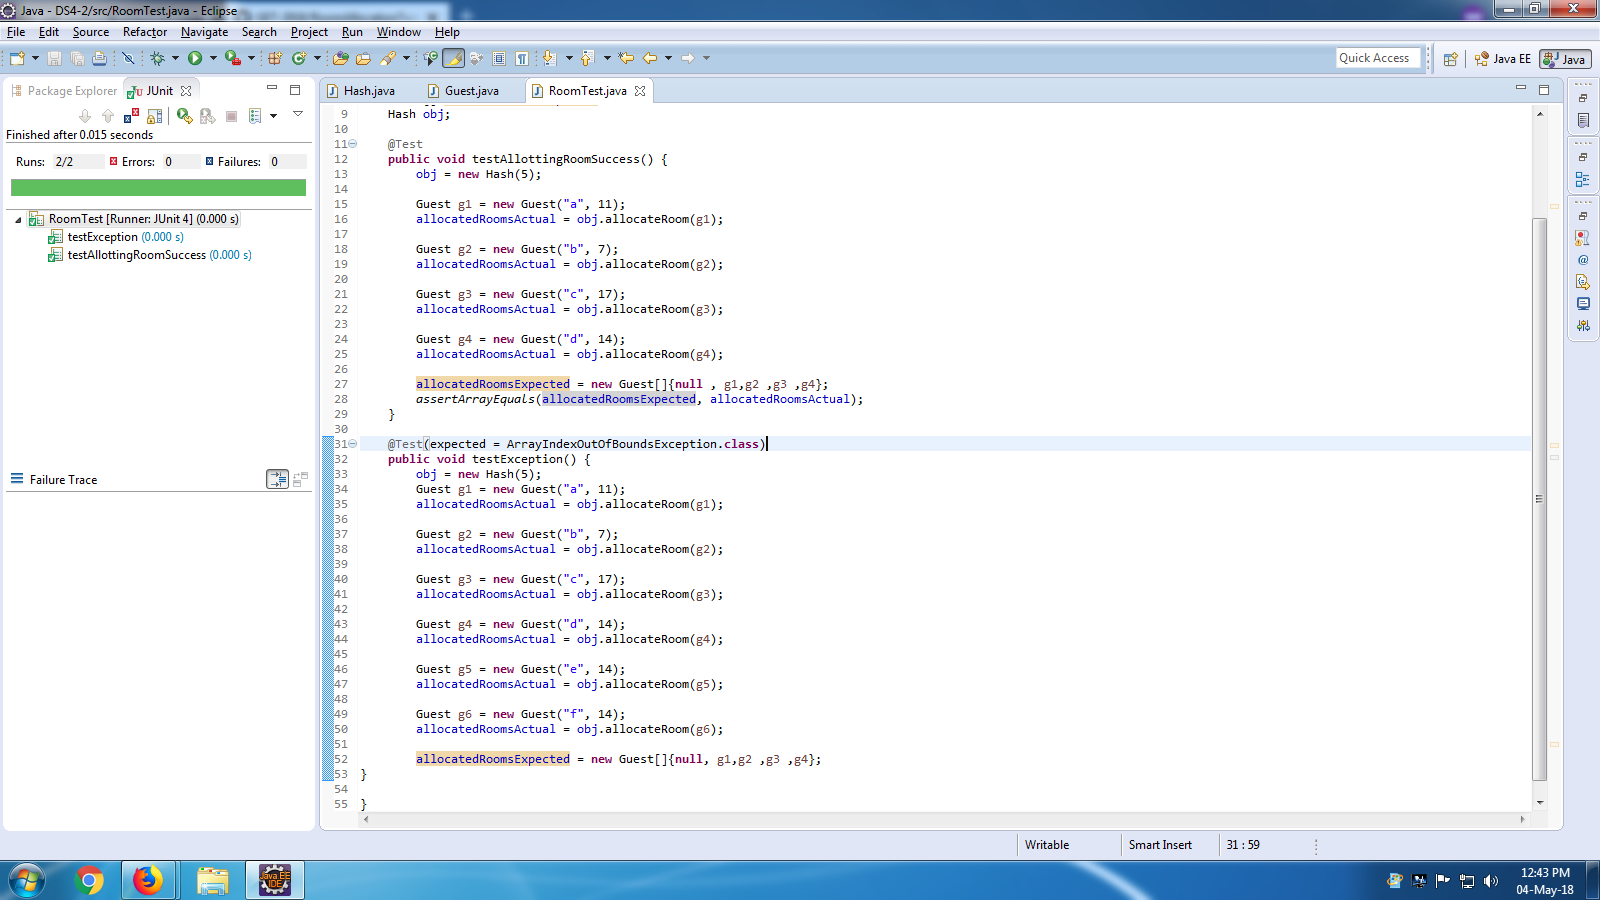 Java - DS4-2/src/RoomTest.java - Eclipse
File Edit Source Refactor Navigate Search Project Run Window Help
Quick Access Java EE Java
Package Explorer JUnit
Hash.java Guest.java RoomTest.java
Finished after 0.015 seconds
Runs: 2/2 Errors: 0 Failures: 0
RoomTest [Runner: JUnit 4] (0.000 s)
testException (0.000 s)
testAllottingRoomSuccess (0.000 s)
Failure Trace
9 Hash obj;
10
11 @Test
12 public void testAllottingRoomSuccess() {
13 obj = new Hash(5);
14
15 Guest g1 = new Guest("a", 11);
16 allocatedRoomsActual = obj.allocateRoom(g1);
17
18 Guest g2 = new Guest("b", 7);
19 allocatedRoomsActual = obj.allocateRoom(g2);
20
21 Guest g3 = new Guest("c", 17);
22 allocatedRoomsActual = obj.allocateRoom(g3);
23
24 Guest g4 = new Guest("d", 14);
25 allocatedRoomsActual = obj.allocateRoom(g4);
26
27 allocatedRoomsExpected = new Guest[]{null , g1,g2 ,g3 ,g4};
28 assertArrayEquals(allocatedRoomsExpected, allocatedRoomsActual);
29 }
30
31 @Test(expected = ArrayIndexOutOfBoundsException.class)
32 public void testException() {
33 obj = new Hash(5);
34 Guest g1 = new Guest("a", 11);
35 allocatedRoomsActual = obj.allocateRoom(g1);
36
37 Guest g2 = new Guest("b", 7);
38 allocatedRoomsActual = obj.allocateRoom(g2);
39
40 Guest g3 = new Guest("c", 17);
41 allocatedRoomsActual = obj.allocateRoom(g3);
42
43 Guest g4 = new Guest("d", 14);
44 allocatedRoomsActual = obj.allocateRoom(g4);
45
46 Guest g5 = new Guest("e", 14);
47 allocatedRoomsActual = obj.allocateRoom(g5);
48
49 Guest g6 = new Guest("f", 14);
50 allocatedRoomsActual = obj.allocateRoom(g6);
51
52 allocatedRoomsExpected = new Guest[]{null, g1,g2 ,g3 ,g4};
53 }
54
55 }
Writable Smart Insert 31 : 59
Java EE
IDE
12:43 PM
04-May-18